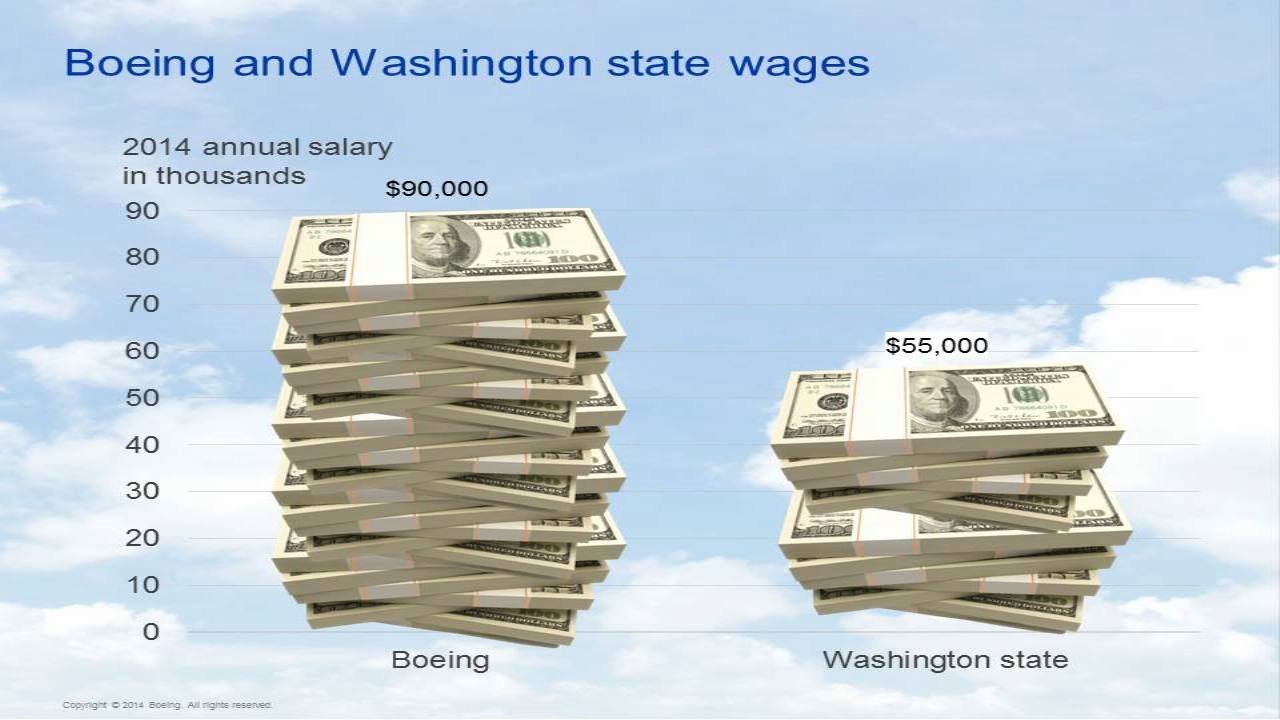 Boeing and Washington state wages
2014 annual salary
in thousands
$90,000
90
80
70
60
50
40
30
20
10
0
$55,000
Boeing
Washington state
Copyright © 2014 Boeing. All rights reserved.